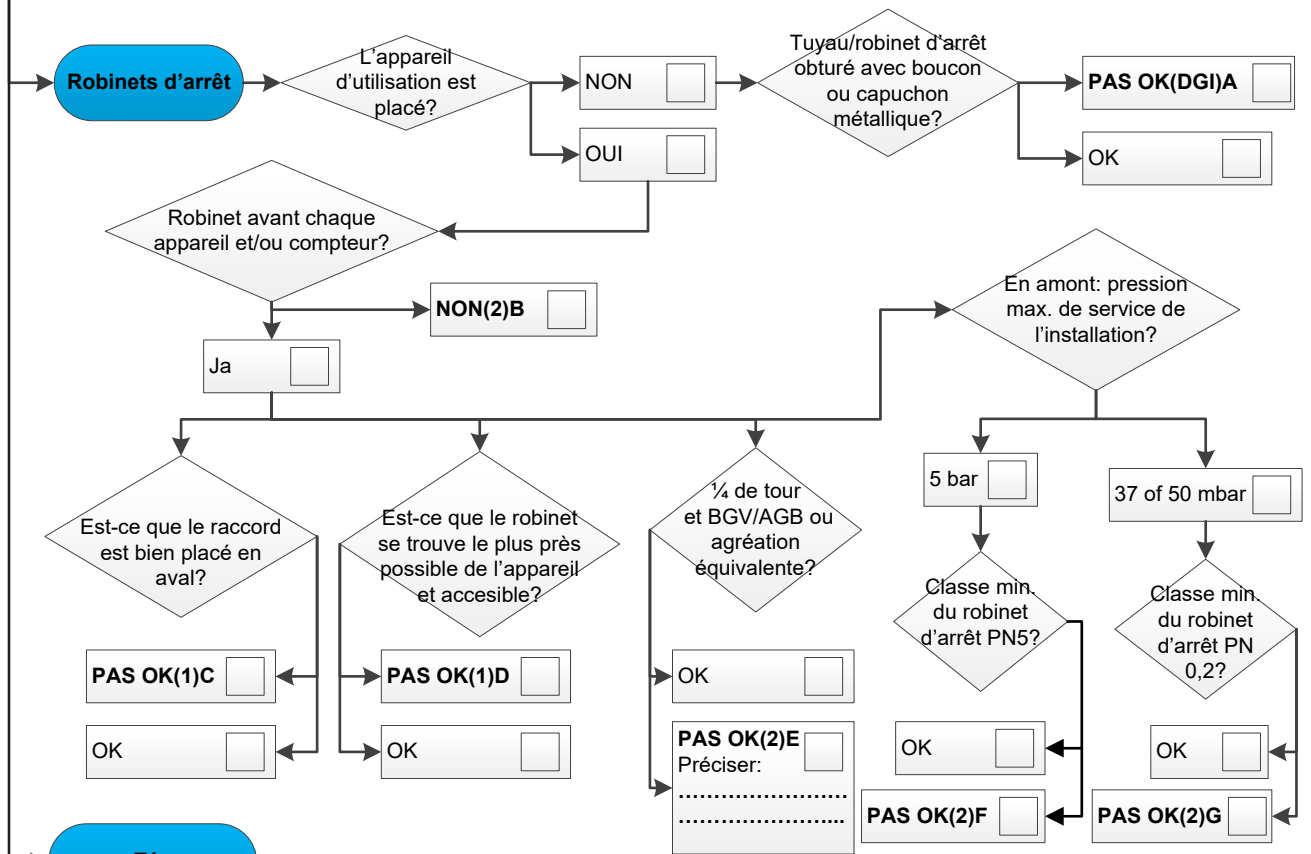 Robinets d’arrêt
L’appareil
d’utilisation est
placé?
NON
OUI
Tuyau/robinet d’arrêt
obturé avec boucon
ou capuchon
métallique?
PAS OK(DGI)A
OK
Robinet avant chaque
appareil et/ou compteur?
NON(2)B
Ja
En amont: pression
max. de service de
l’installation?
Est-ce que le raccord
est bien placé en
aval?
PAS OK(1)C
OK
Est-ce que le robinet
se trouve le plus près
possible de l’appareil
et accesible?
PAS OK(1)D
OK
¼ de tour
et BGV/AGB ou
agréation
équivalente?
OK
PAS OK(2)E
Préciser:
……………………
…………………...
5 bar
Classe min.
du robinet
d’arrêt PN5?
OK
PAS OK(2)F
37 of 50 mbar
Classe min.
du robinet
d’arrêt PN
0,2?
OK
PAS OK(2)G